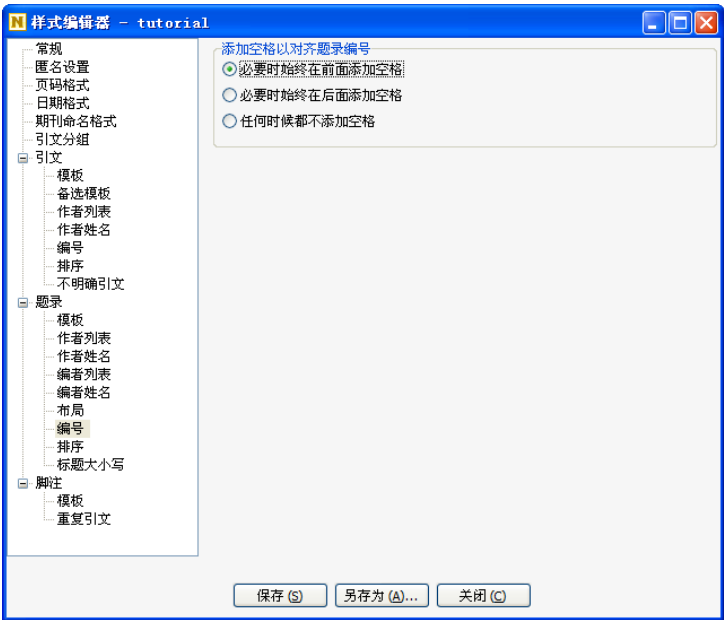 样式编辑器 - tutorial
常规
匿名设置
页码格式
日期格式
期刊命名格式
引文分组
引文
模板
备选模板
作者列表
作者姓名
编号
排序
不明确引文
题录
模板
作者列表
作者姓名
编者列表
编者姓名
布局
编号
排序
标题大小写
脚注
模板
重复引文
添加空格以对齐题录编号
必要时始终在前面添加空格
必要时始终在后面添加空格
任何时候都不添加空格
保存(S)
另存为(A)...
关闭(C)